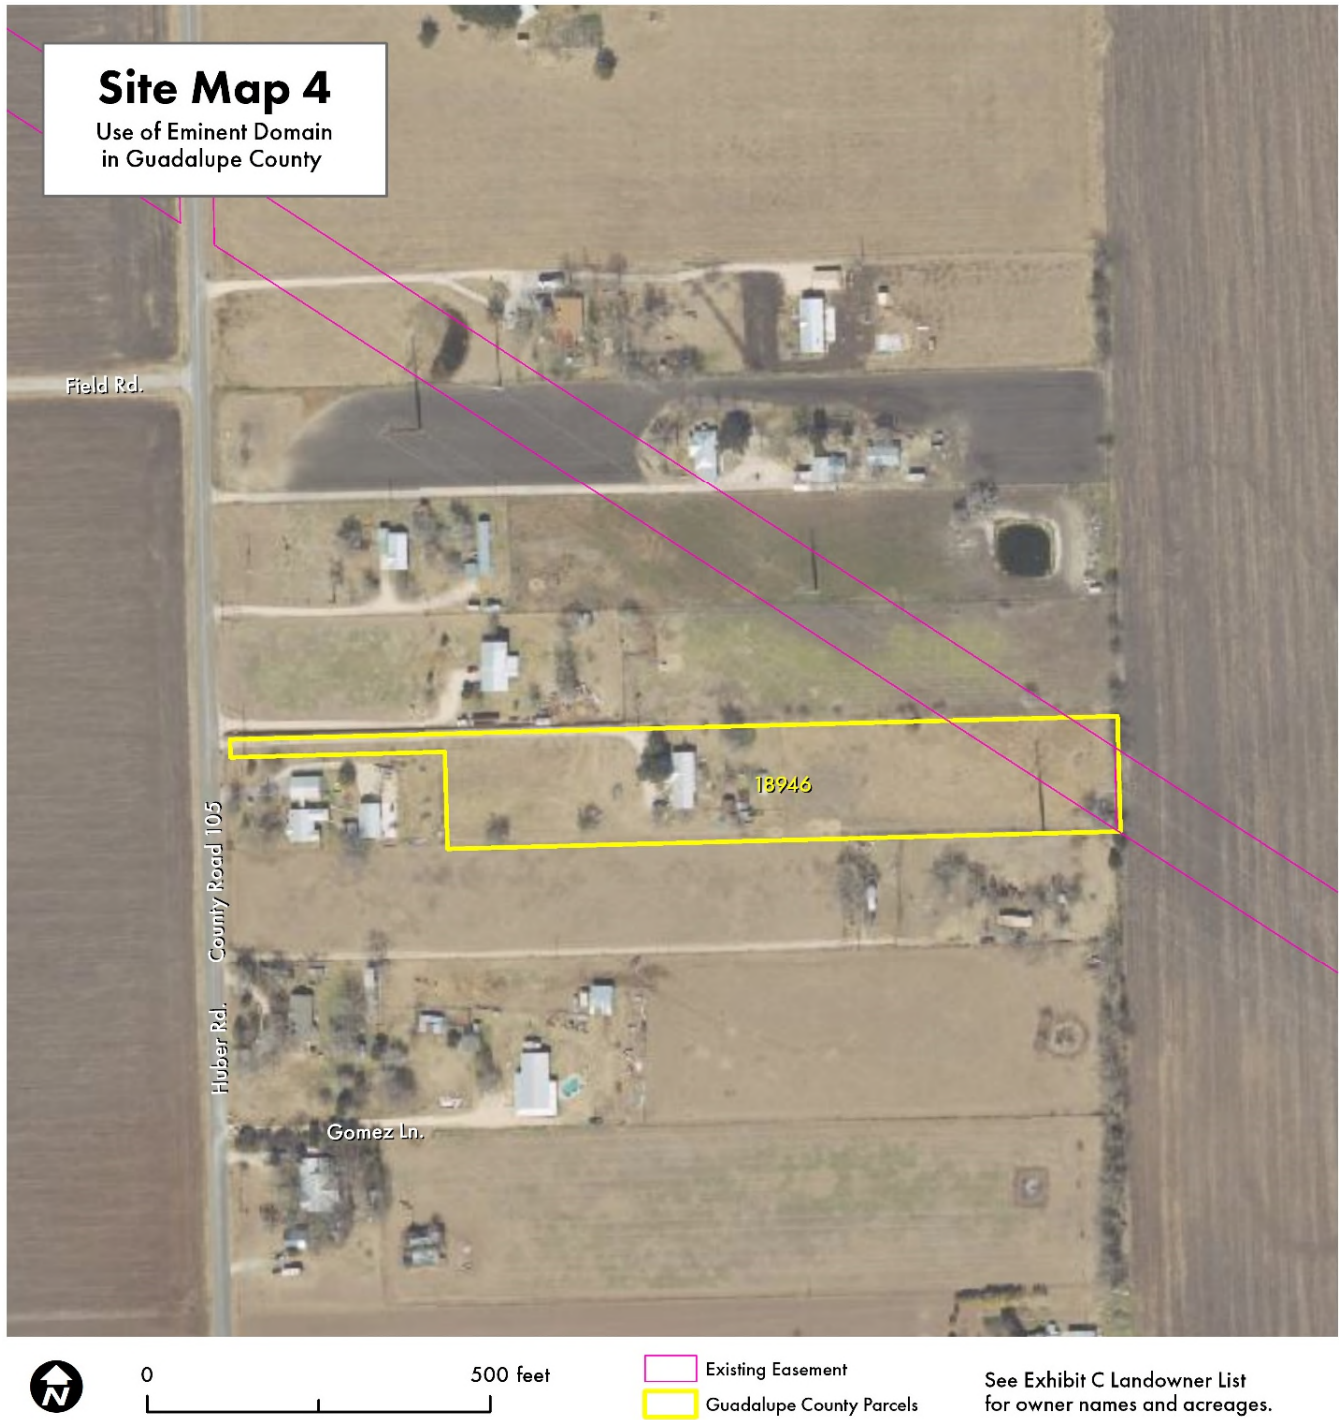 Site Map 4
Use of Eminent Domain
in Guadalupe County
Field Rd.
18946
County Road 105
Huber Rd.
Gomez Ln.
N
0
500 feet
Existing Easement
Guadalupe County Parcels
See Exhibit C Landowner List
for owner names and acreages.